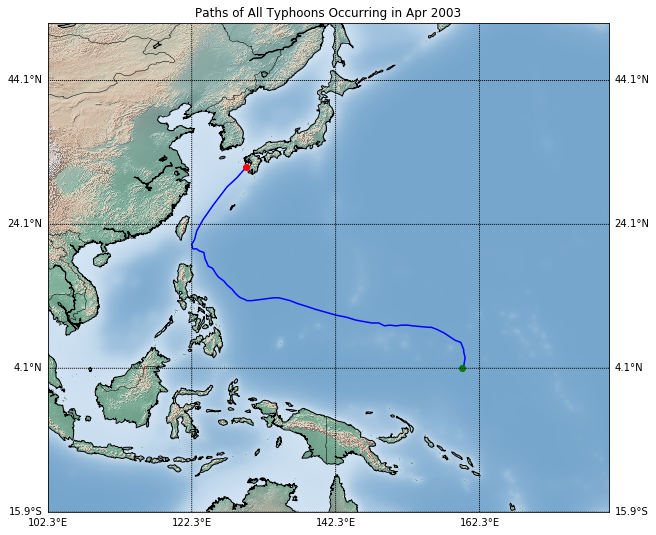 Paths of All Typhoons Occurring in Apr 2003
44.1°N 44.1°N
24.1°N 24.1°N
4.1°N 4.1°N
15.9°S 15.9°S
102.3°E 122.3°E 142.3°E 162.3°E